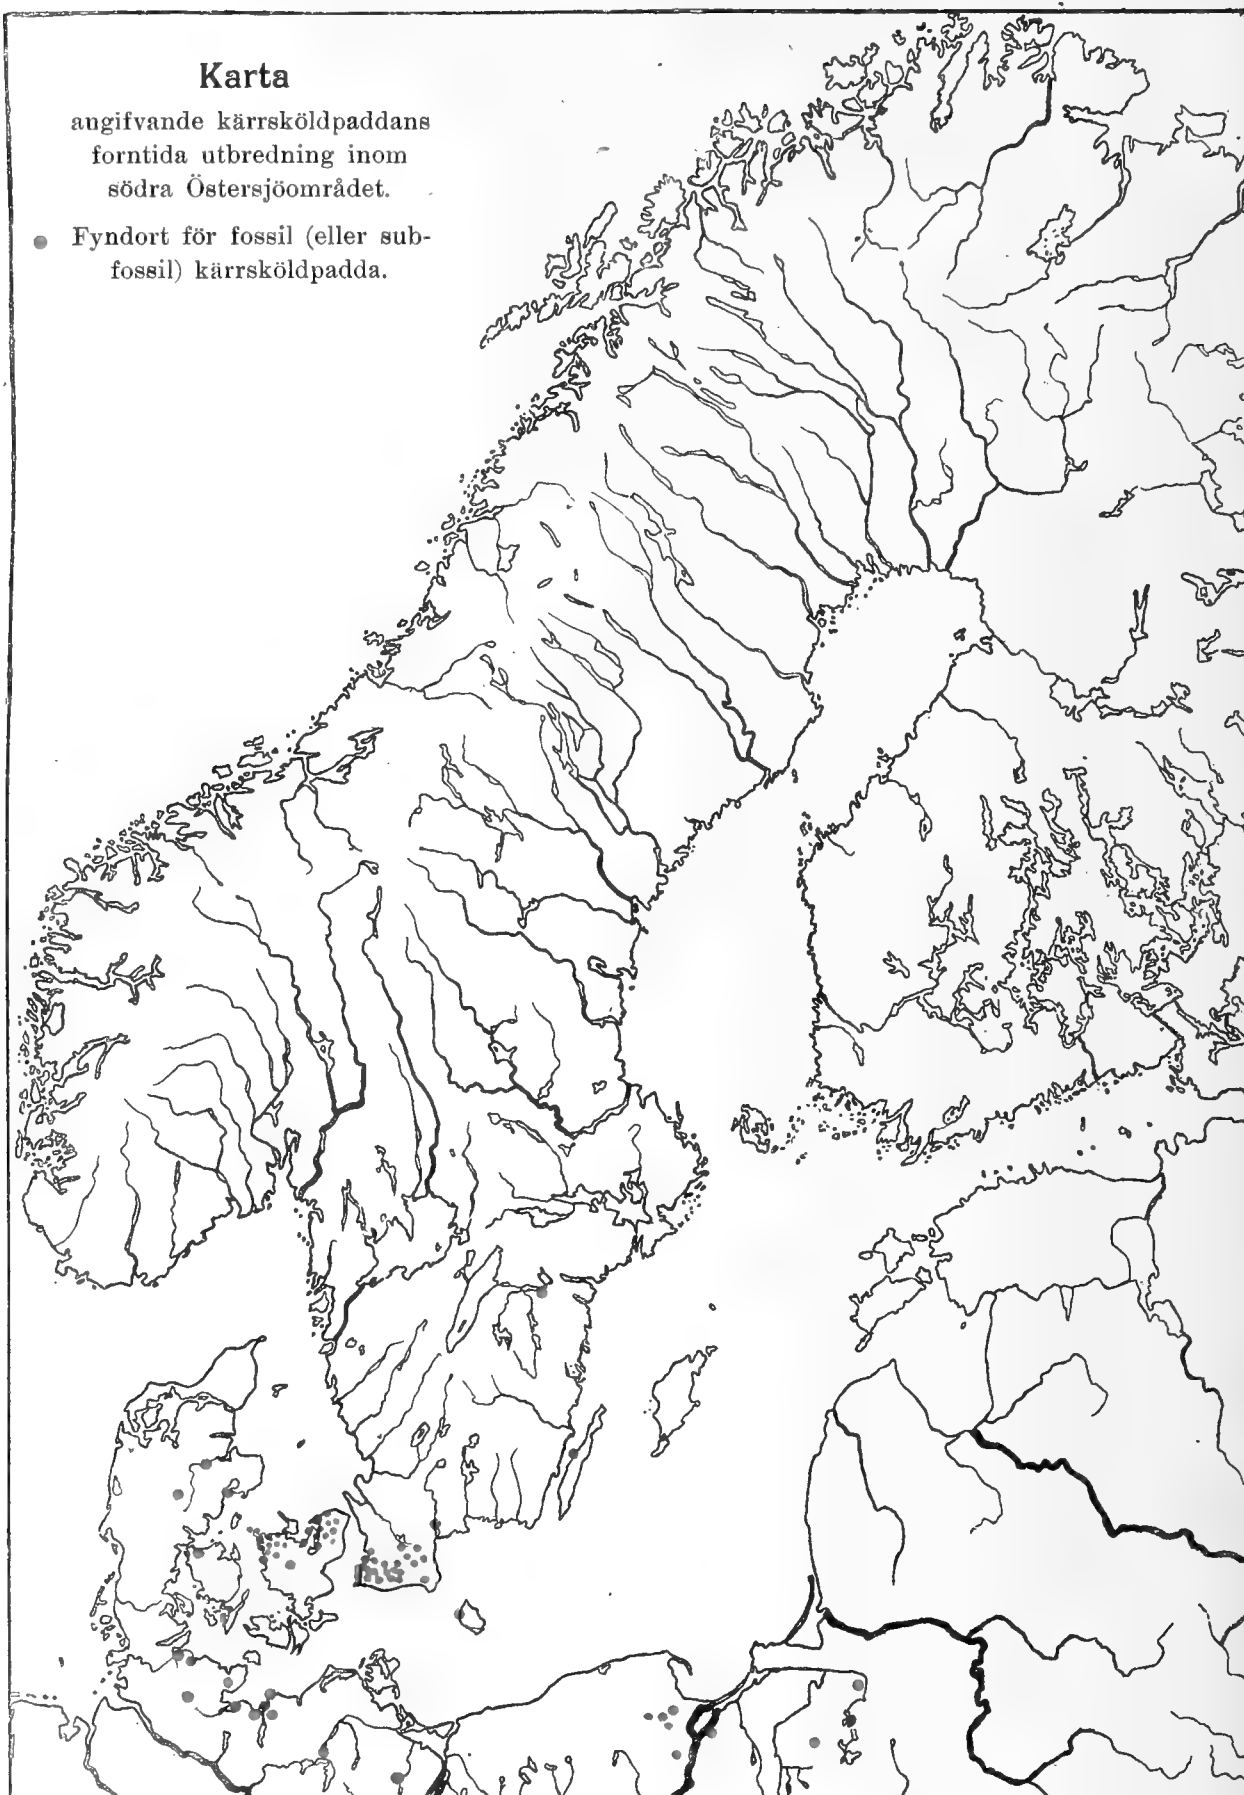 Karta
angifvande kärrsköldpaddans
forntida utbredning inom
södra Östersjöområdet.
Fyndort för fossil (eller sub-
fossil) kärrsköldpadda.